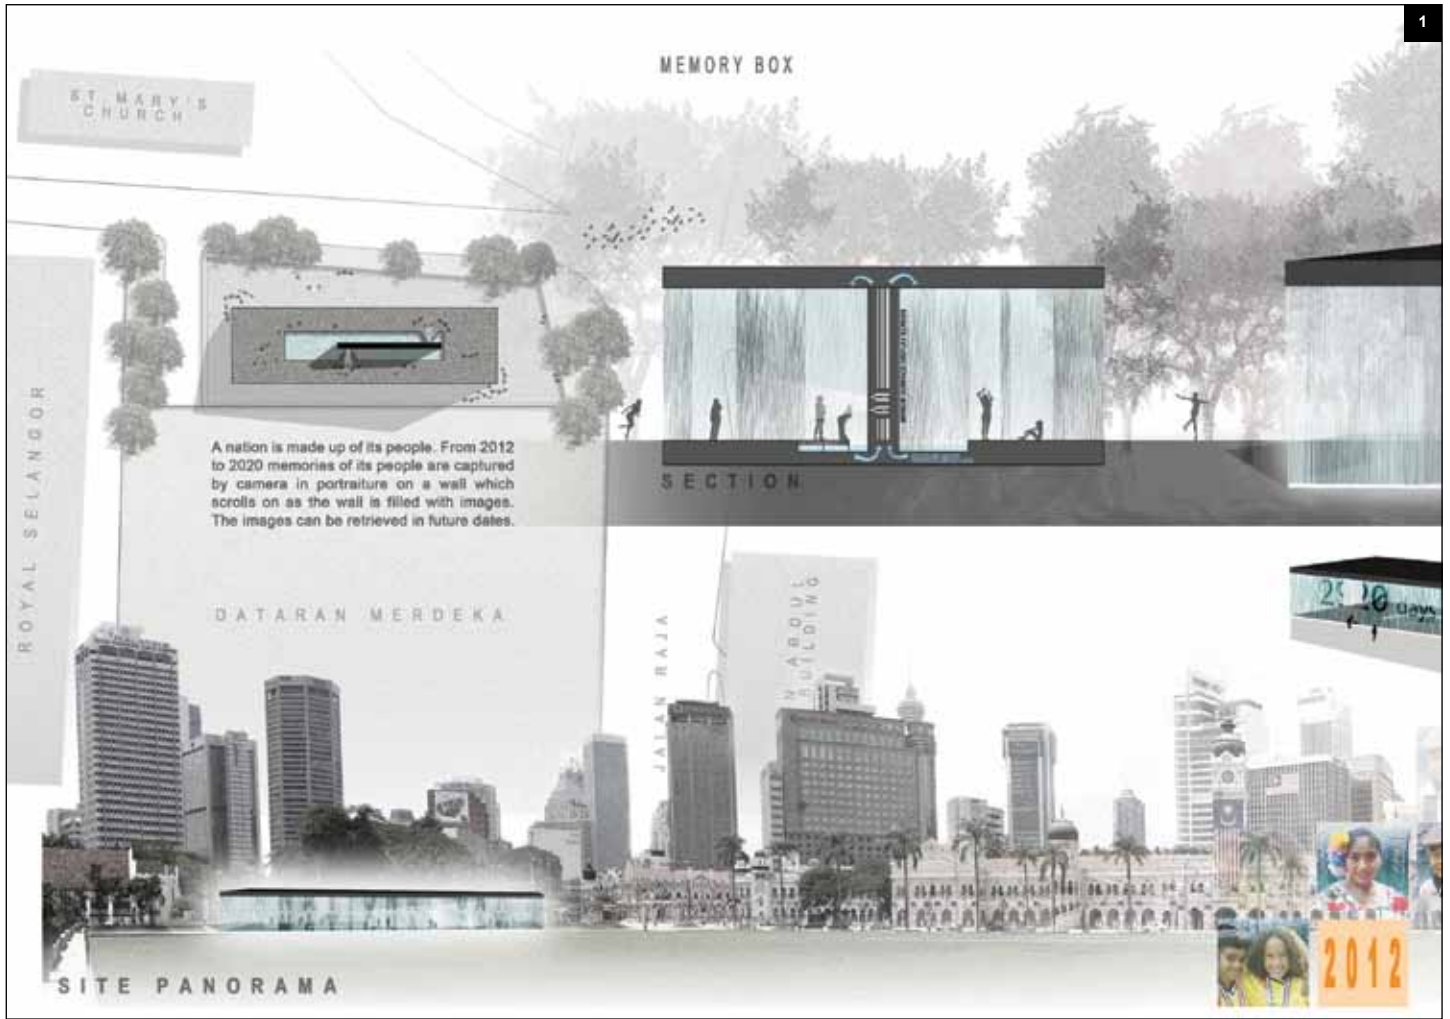 1
MEMORY BOX
ST MARY'S
CHURCH
ROYAL SELANGOR
A nation is made up of its people. From 2012
to 2020 memories of its people are captured
by camera in portraiture on a wall which
scrolls on as the wall is filled with images.
The images can be retrieved in future dates.
SECTION
DATARAN MERDEKA
JALAN RAJA
N ABDUL
BUILDING
days
SITE PANORAMA
2012